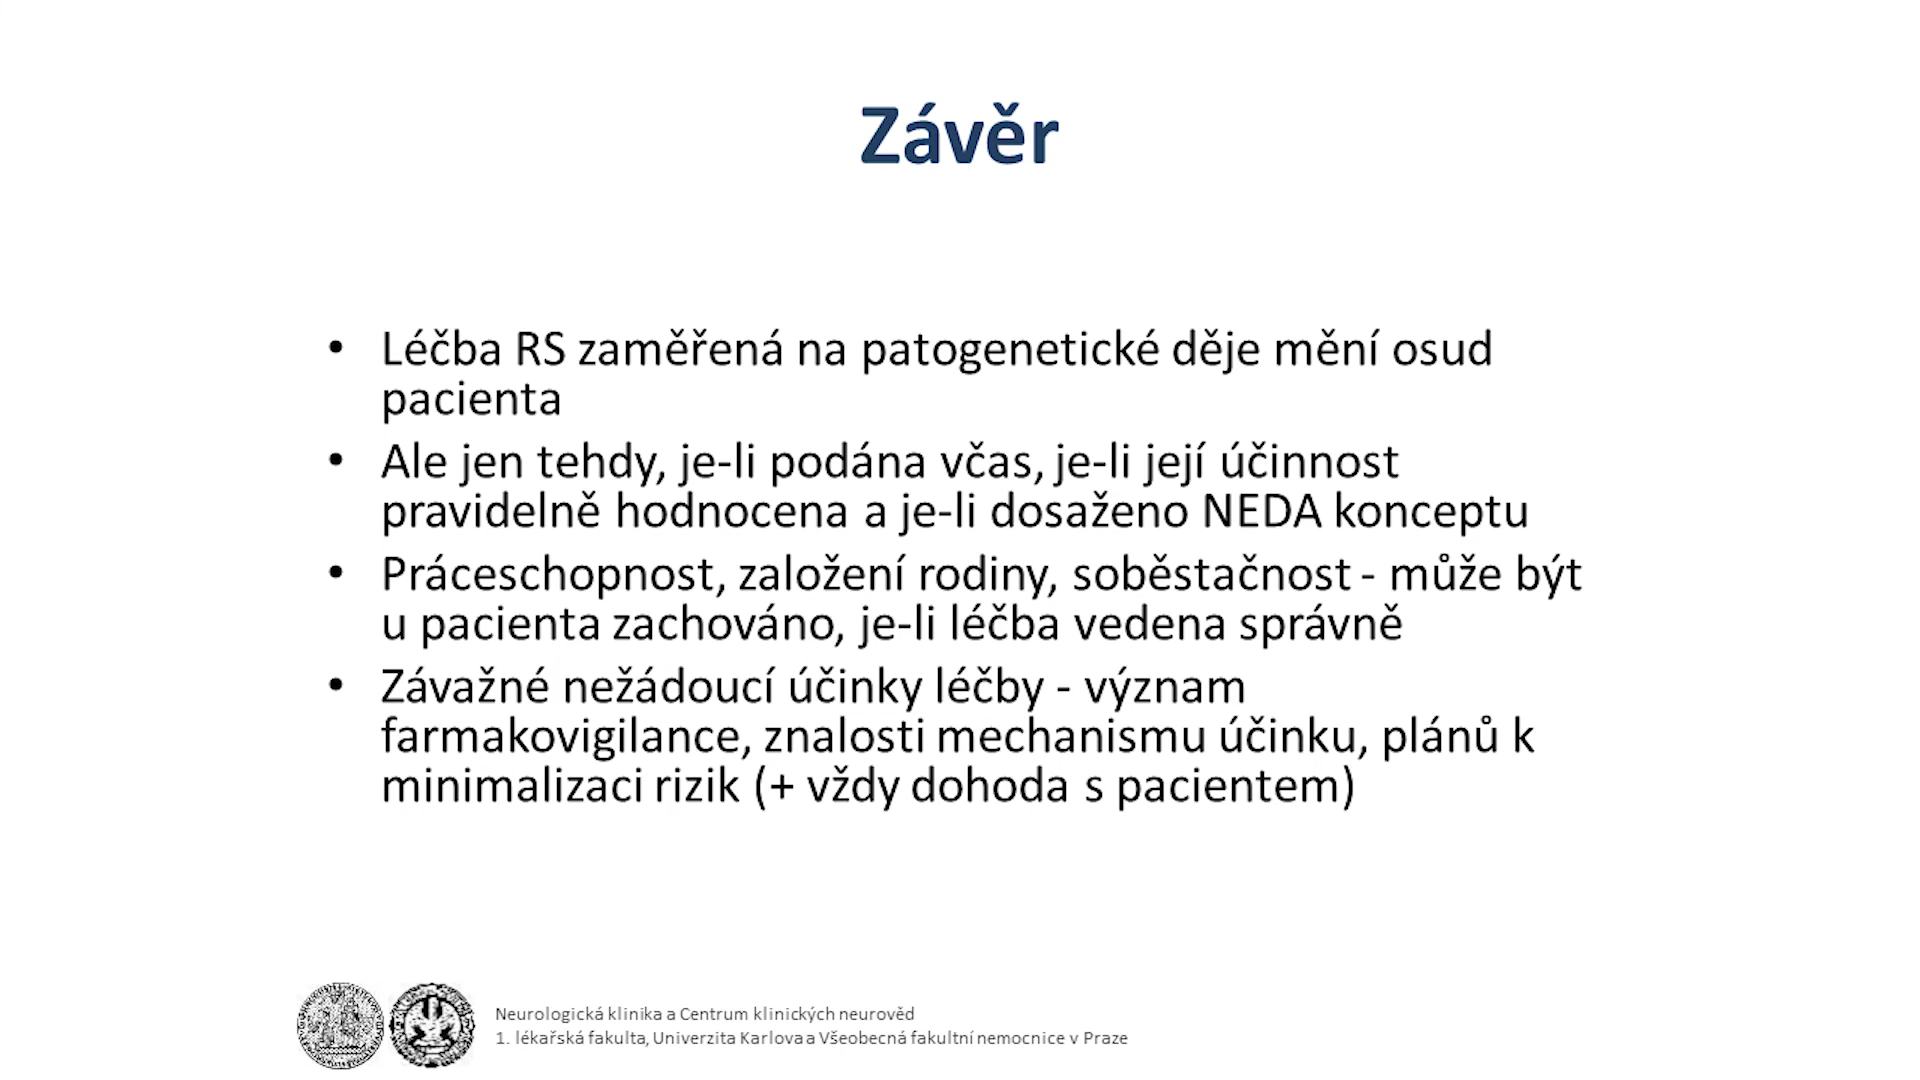 Závěr
• Léčba RS zaměřená na patogenetické děje mění osud
pacienta
• Ale jen tehdy, je-li podána včas, je-li její účinnost
pravidelně hodnocena a je-li dosaženo NEDA konceptu
• Práceschopnost, založení rodiny, soběstačnost - může být
u pacienta zachováno, je-li léčba vedena správně
• Závažné nežádoucí účinky léčby - význam
farmakovigilance, znalosti mechanismu účinku, plánů k
minimalizaci rizik (+ vždy dohoda s pacientem)
Neurologická klinika a Centrum klinických neurověd
1. lékařská fakulta, Univerzita Karlova a Všeobecná fakultní nemocnice v Praze